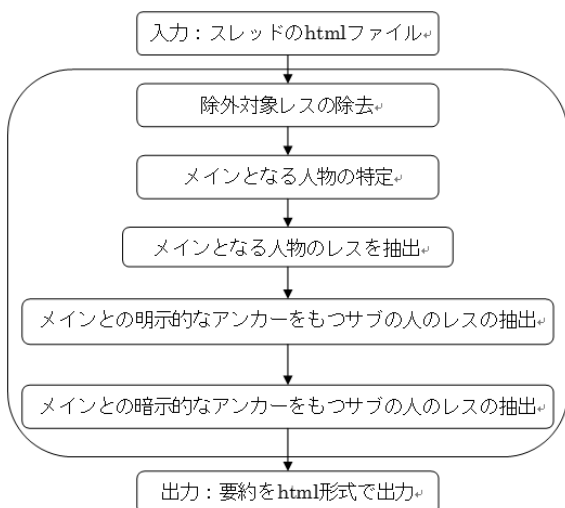 入力：スレッドのhtmlファイル↵
除外対象レスの除去↵
メインとなる人物の特定↵
メインとなる人物のレスを抽出↵
メインとの明示的なアンカーをもつサブの人のレスの抽出↵
メインとの暗示的なアンカーをもつサブの人のレスの抽出↵
出力：要約をhtml形式で出力↵